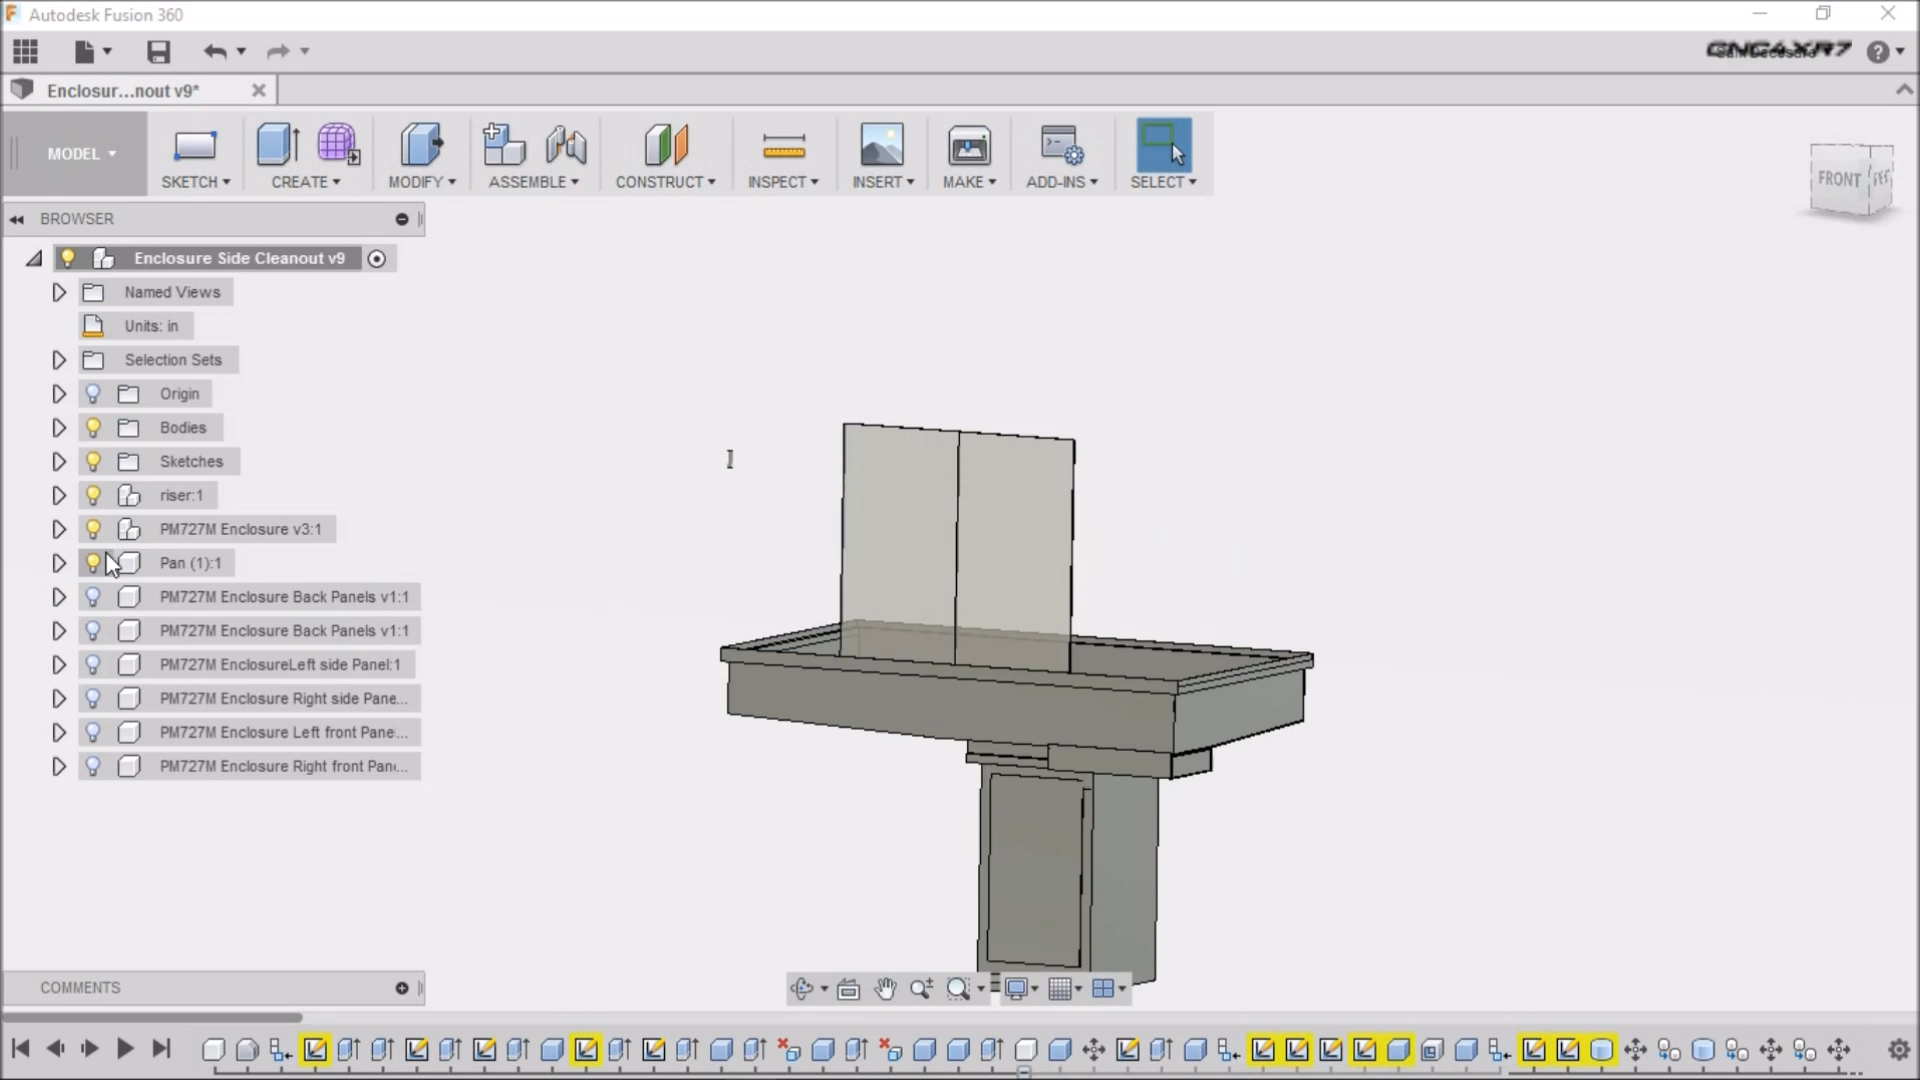 Autodesk Fusion 360
CNC4XR7
Enclosur...nout v9*
MODEL
SKETCH
CREATE
MODIFY
ASSEMBLE
CONSTRUCT
INSPECT
INSERT
MAKE
ADD-INS
SELECT
FRONT
BROWSER
Enclosure Side Cleanout v9
Named Views
Units: in
Selection Sets
Origin
Bodies
Sketches
riser:1
PM727M Enclosure v3:1
Pan (1):1
PM727M Enclosure Back Panels v1:1
PM727M Enclosure Back Panels v1:1
PM727M EnclosureLeft side Panel:1
PM727M Enclosure Right side Pane...
PM727M Enclosure Left front Pane...
PM727M Enclosure Right front Pan...
COMMENTS